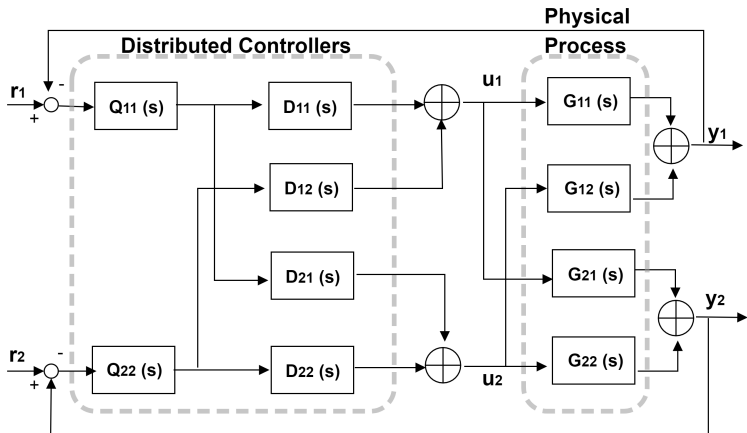 Physical
Process
Distributed Controllers
r1
-
+
Q11 (s)
D11 (s)
u1
G11 (s)
y1
D12 (s)
G12 (s)
D21 (s)
G21 (s)
y2
r2
-
+
Q22 (s)
D22 (s)
u2
G22 (s)